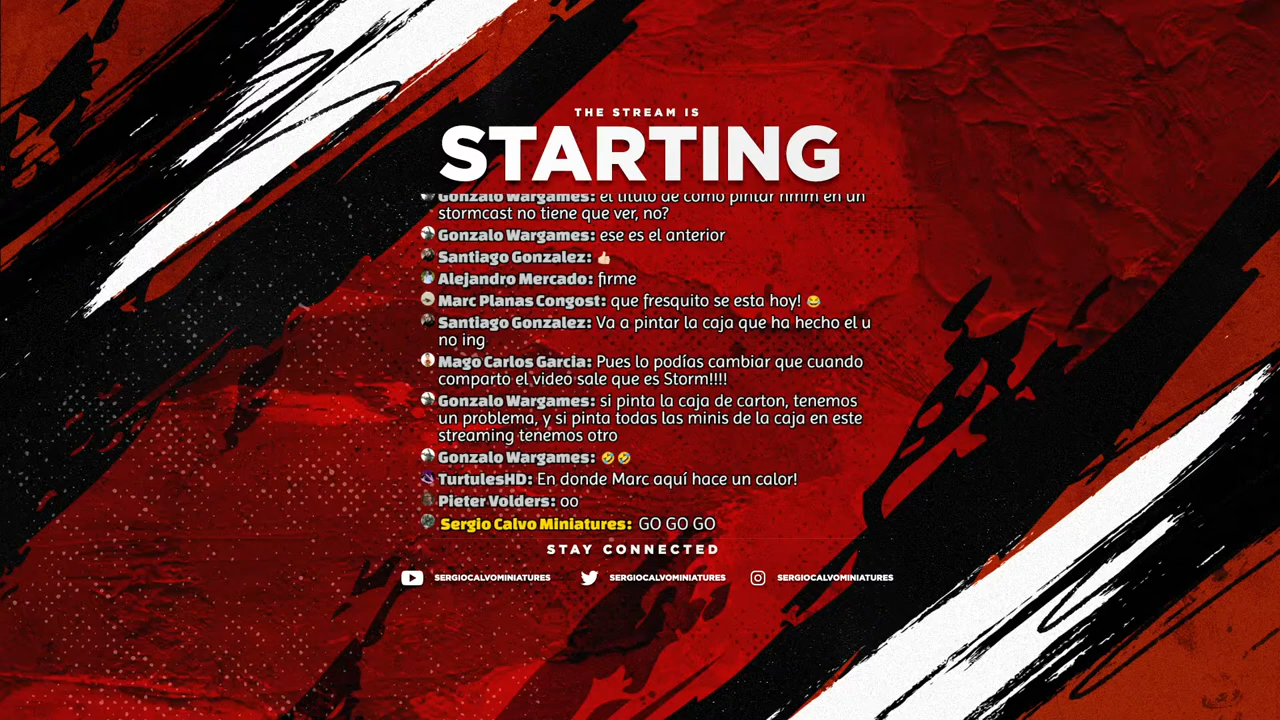 THE STREAM IS
STARTING
Gonzalo Wargames: el titulo de como pintar nmm en un
stormcast no tiene que ver, no?
Gonzalo Wargames: ese es el anterior
Santiago Gonzalez: 👍🏻
Alejandro Mercado: firme
Marc Planas Congost: que fresquito se esta hoy! 😂
Santiago Gonzalez: Va a pintar la caja que ha hecho el u
no ing
Mago Carlos Garcia: Pues lo podías cambiar que cuando
comparto el video sale que es Storm!!!!
Gonzalo Wargames: si pinta la caja de carton, tenemos
un problema, y si pinta todas las minis de la caja en este
streaming tenemos otro
Gonzalo Wargames: 🤣🤣
TurtulesHD: En donde Marc aquí hace un calor!
Pieter Volders: oo
Sergio Calvo Miniatures: GO GO GO
STAY CONNECTED
SERGIOCALVOMINIATURES SERGIOCALVOMINIATURES SERGIOCALVOMINIATURES